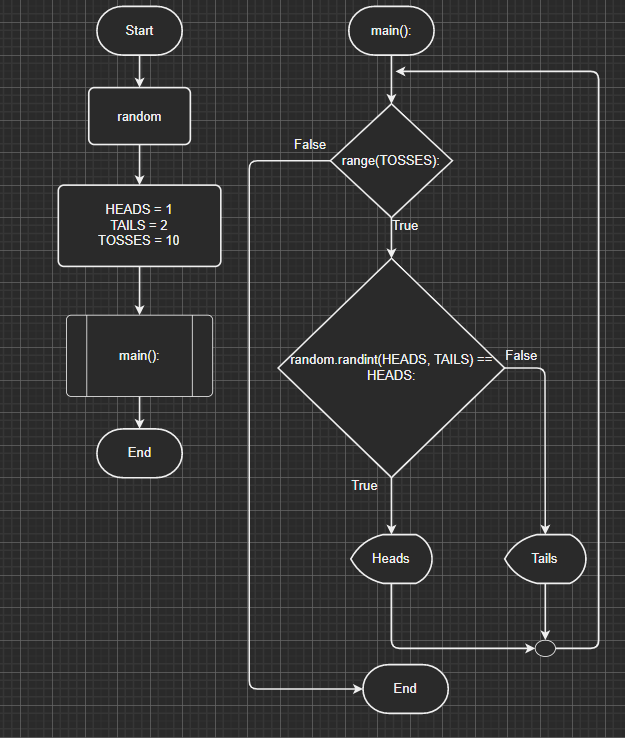 Start
random
HEADS = 1
TAILS = 2
TOSSES = 10
main():
End
main():
range(TOSSES):
False
True
random.randint(HEADS, TAILS) ==
HEADS:
False
True
Heads
Tails
End